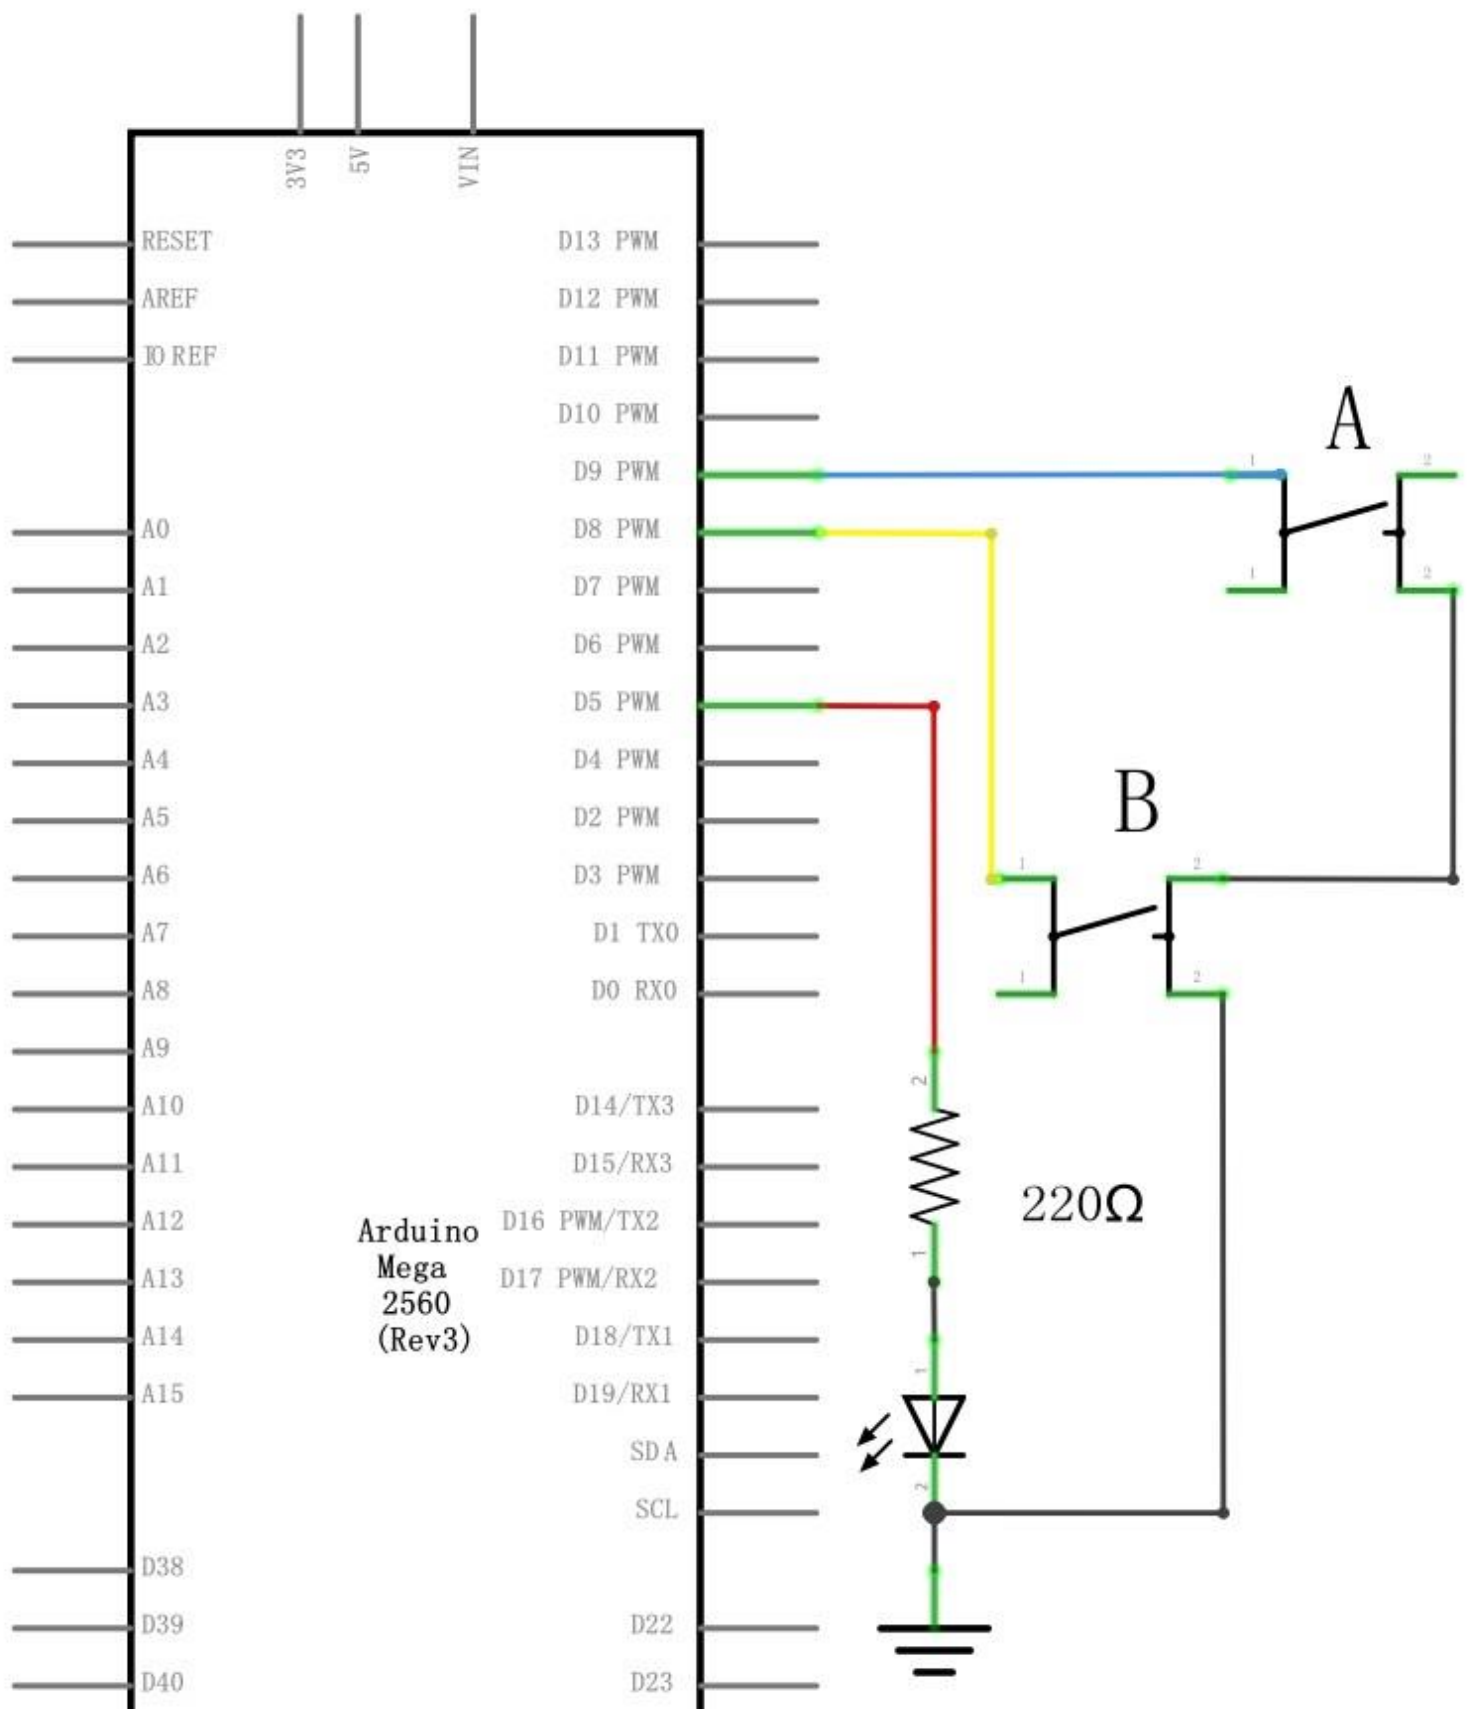 3V3
5V
VIN
RESET
D13 PWM
AREF
D12 PWM
IO REF
D11 PWM
D10 PWM
A
D9 PWM
1
2
A0
D8 PWM
A1
D7 PWM
1
2
A2
D6 PWM
A3
D5 PWM
A4
D4 PWM
B
A5
D2 PWM
A6
D3 PWM
1
2
A7
D1 TX0
A8
D0 RX0
1
2
A9
2
A10
D14/TX3
A11
D15/RX3
220Ω
A12
D16 PWM/TX2
Arduino
Mega
2560
(Rev3)
A13
D17 PWM/RX2
1
A14
D18/TX1
1
A15
D19/RX1
SDA
2
SCL
D38
D39
D22
D40
D23